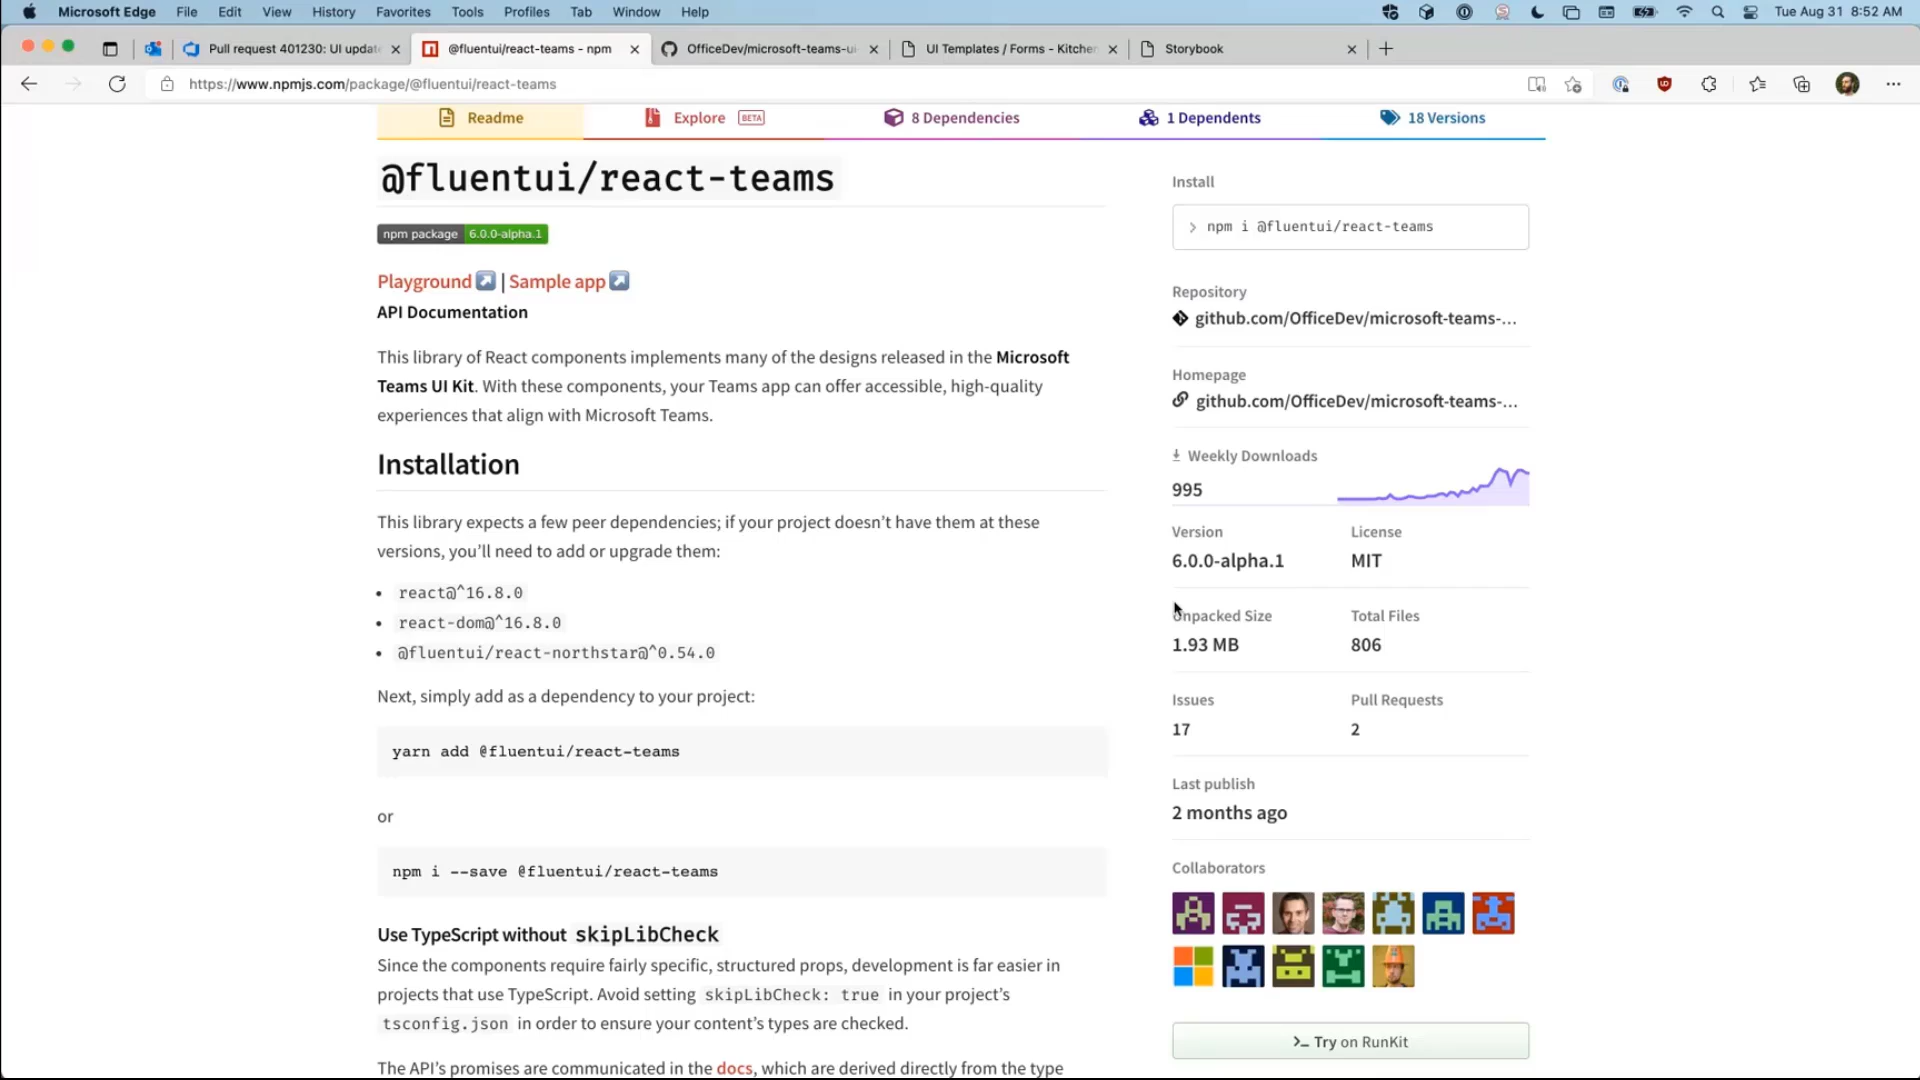 Microsoft Edge File Edit View History Favorites Tools Profiles Tab Window Help Tue Aug 31 8:52 AM
Pull request 401230: UI update @fluentui/react-teams - npm OfficeDev/microsoft-teams-ui UI Templates / Forms - Kitchen Storybook
https://www.npmjs.com/package/@fluentui/react-teams
Readme Explore BETA 8 Dependencies 1 Dependents 18 Versions
@fluentui/react-teams
npm package 6.0.0-alpha.1
Playground | Sample app
API Documentation
This library of React components implements many of the designs released in the Microsoft
Teams UI Kit. With these components, your Teams app can offer accessible, high-quality
experiences that align with Microsoft Teams.
Installation
This library expects a few peer dependencies; if your project doesn't have them at these
versions, you'll need to add or upgrade them:
• react@^16.8.0
• react-dom@^16.8.0
• @fluentui/react-northstar@^0.54.0
Next, simply add as a dependency to your project:
yarn add @fluentui/react-teams
or
npm i --save @fluentui/react-teams
Use TypeScript without skipLibCheck
Since the components require fairly specific, structured props, development is far easier in
projects that use TypeScript. Avoid setting skipLibCheck: true in your project's
tsconfig.json in order to ensure your content's types are checked.
The API's promises are communicated in the docs, which are derived directly from the type
Install
> npm i @fluentui/react-teams
Repository
github.com/OfficeDev/microsoft-teams-...
Homepage
github.com/OfficeDev/microsoft-teams-...
Weekly Downloads
995
Version License
6.0.0-alpha.1 MIT
Unpacked Size Total Files
1.93 MB 806
Issues Pull Requests
17 2
Last publish
2 months ago
Collaborators
Try on RunKit